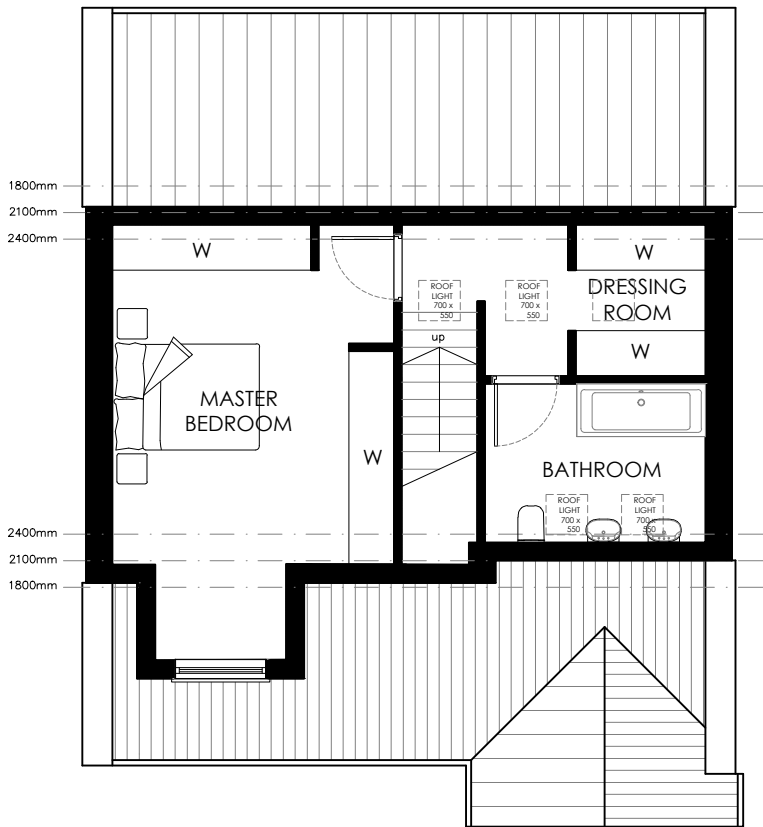 1800mm
2100mm
2400mm
W
W
ROOF
LIGHT
700 x
550
ROOF
LIGHT
700 x
550
DRESSING
ROOM
up
W
MASTER
BEDROOM
W
BATHROOM
ROOF
LIGHT
700 x
550
ROOF
LIGHT
700 x
550
2400mm
2100mm
1800mm